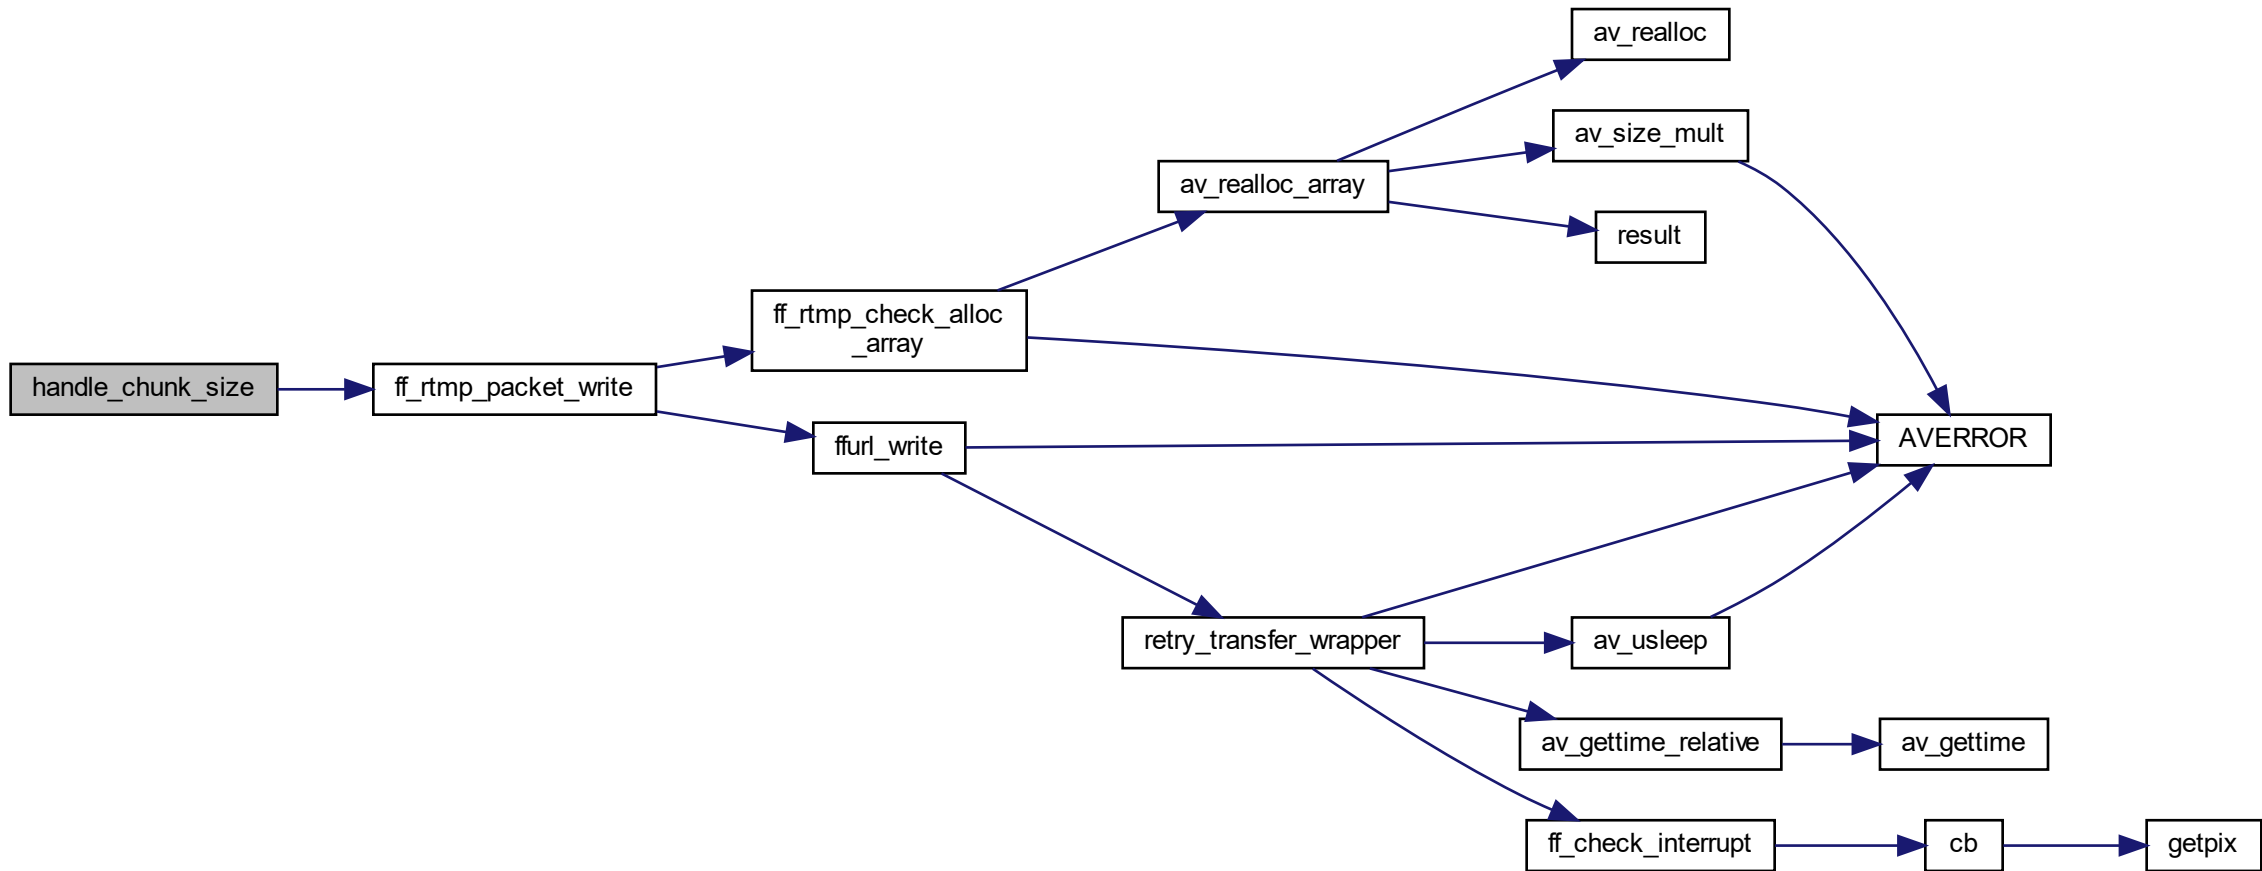 av_realloc
av_size_mult
av_realloc_array
result
ff_rtmp_check_alloc
_array
handle_chunk_size
ff_rtmp_packet_write
ffurl_write
AVERROR
retry_transfer_wrapper
av_usleep
av_gettime_relative
av_gettime
ff_check_interrupt
cb
getpix